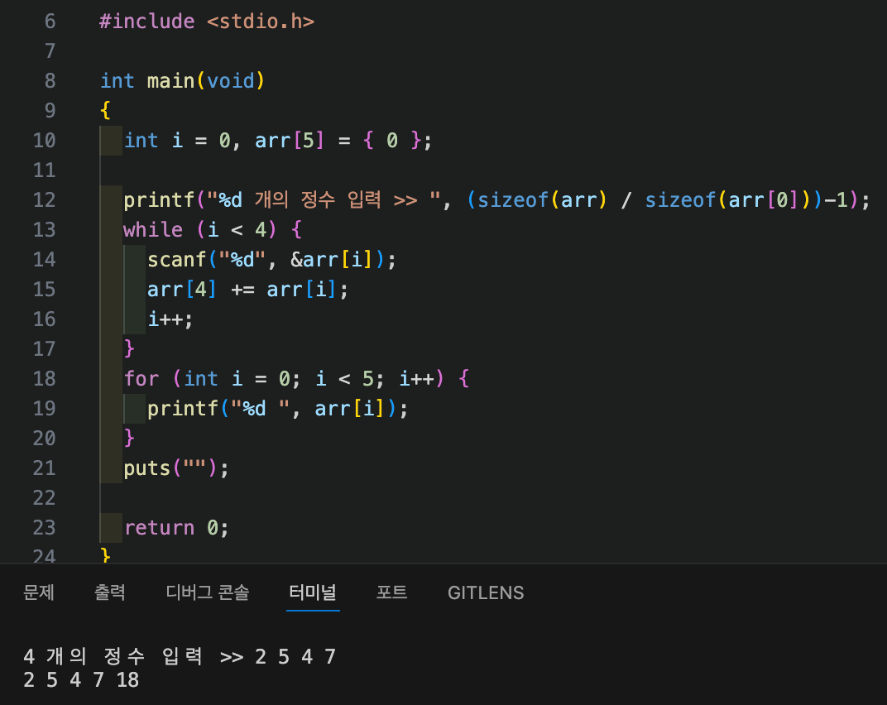 6 #include <stdio.h>
7
8 int main(void)
9 {
10 int i = 0, arr[5] = { 0 };
11
12 printf("%d 개의 정수 입력 >> ", (sizeof(arr) / sizeof(arr[0]))-1);
13 while (i < 4) {
14 scanf("%d", &arr[i]);
15 arr[4] += arr[i];
16 i++;
17 }
18 for (int i = 0; i < 5; i++) {
19 printf("%d ", arr[i]);
20 }
21 puts("");
22
23 return 0;
24 }
문제 출력 디버그 콘솔 터미널 포트 GITLENS
4 개의 정수 입력 >> 2 5 4 7
2 5 4 7 18